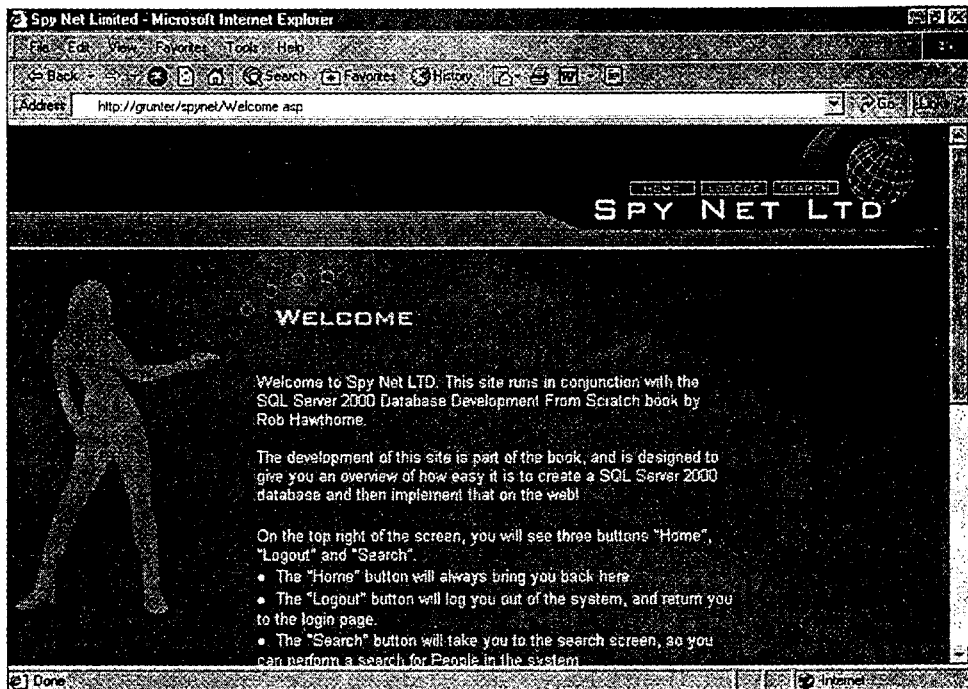 Spy Net Limited - Microsoft Internet Explorer
File Edit View Favorites Tools Help
Back Search Favorites History
Address http://grunter/spynet/Welcome.asp Go
HOME LOGOUT SEARCH
SPY NET LTD
WELCOME
Welcome to Spy Net LTD. This site runs in conjunction with the
SQL Server 2000 Database Development From Scratch book by
Rob Hawthorne.
The development of this site is part of the book, and is designed to
give you an overview of how easy it is to create a SQL Server 2000
database and then implement that on the web!
On the top right of the screen, you will see three buttons "Home",
"Logout" and "Search".
• The "Home" button will always bring you back here.
• The "Logout" button will log you out of the system, and return you
to the login page.
• The "Search" button will take you to the search screen, so you
can perform a search for People in the system
Done Internet